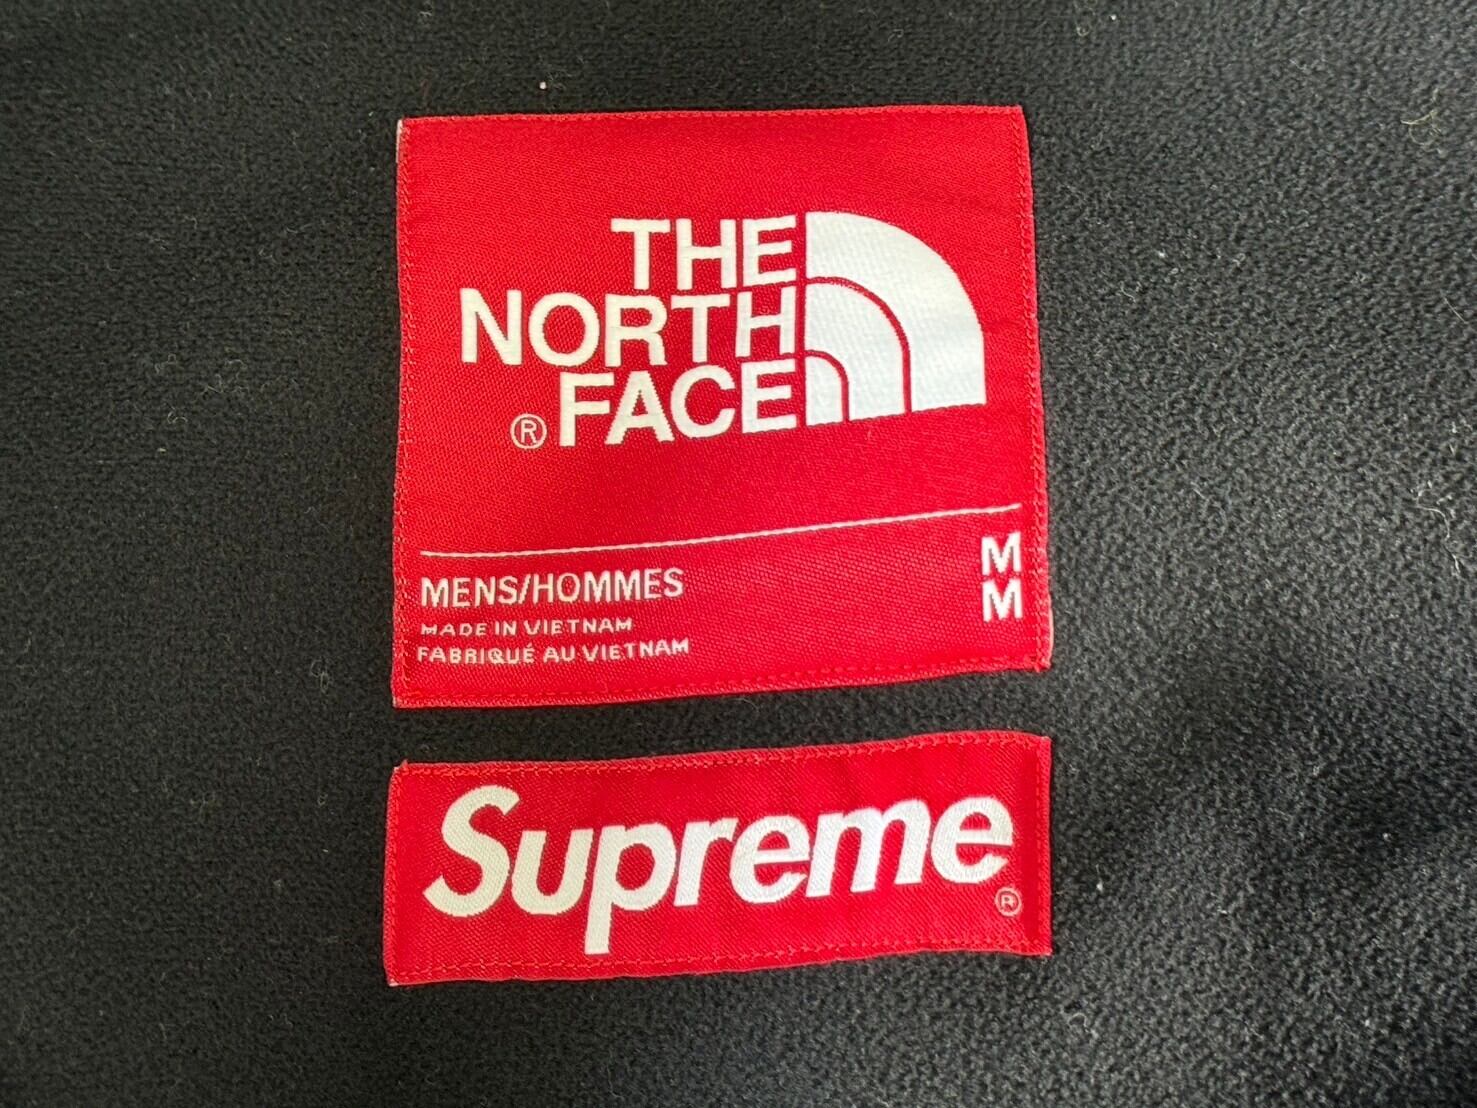 THE
NORTH
® FACE
MENS/HOMMES
M
M
MADE IN VIETNAM
FABRIQUÉ AU VIETNAM
Supreme®